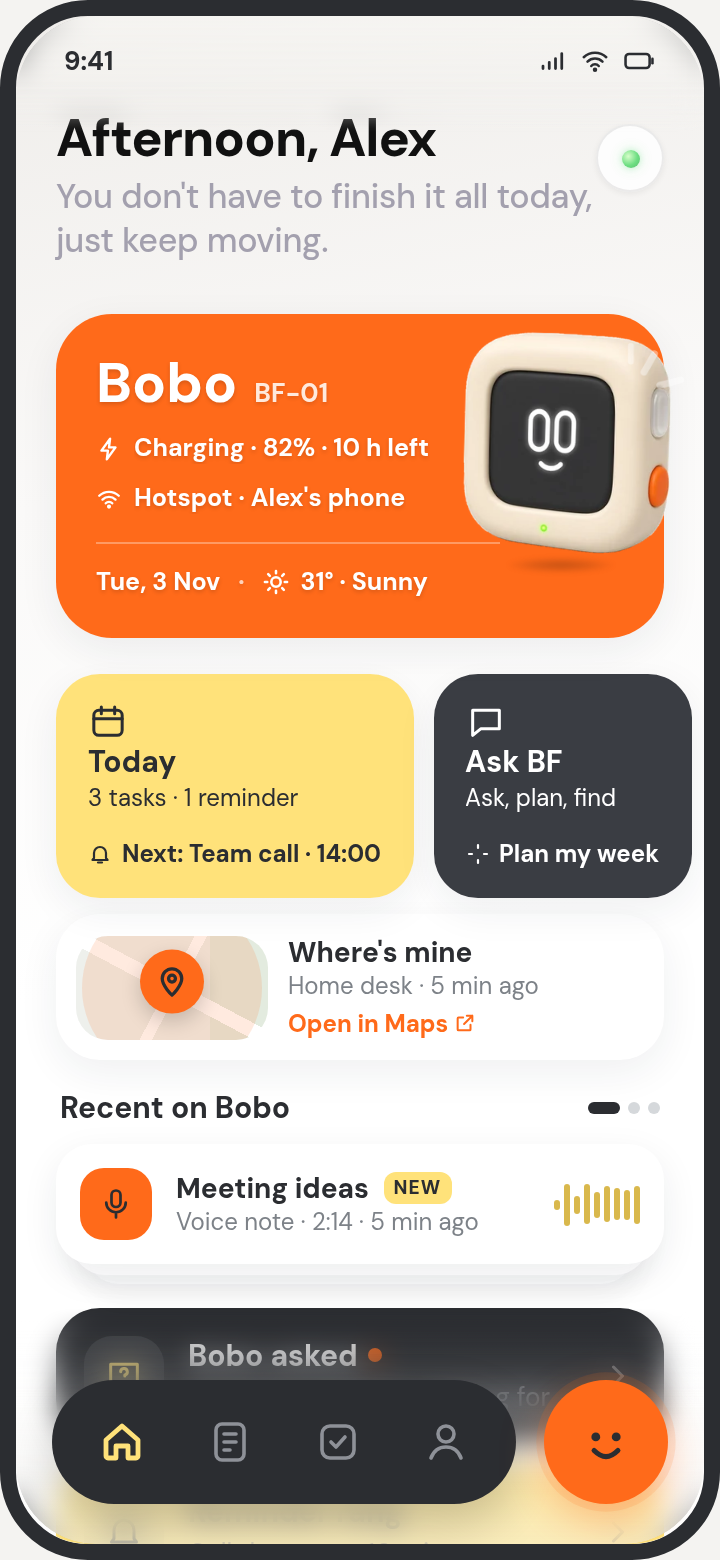 9:41
Afternoon, Alex
You don't have to finish it all today,
just keep moving.
Bobo BF-01
Charging · 82% · 10 h left
Hotspot · Alex's phone
Tue, 3 Nov · 31° · Sunny
Today
3 tasks · 1 reminder
Next: Team call · 14:00
Ask BF
Ask, plan, find
Plan my week
Where's mine
Home desk · 5 min ago
Open in Maps
Recent on Bobo
Meeting ideas NEW
Voice note · 2:14 · 5 min ago
Bobo asked
for